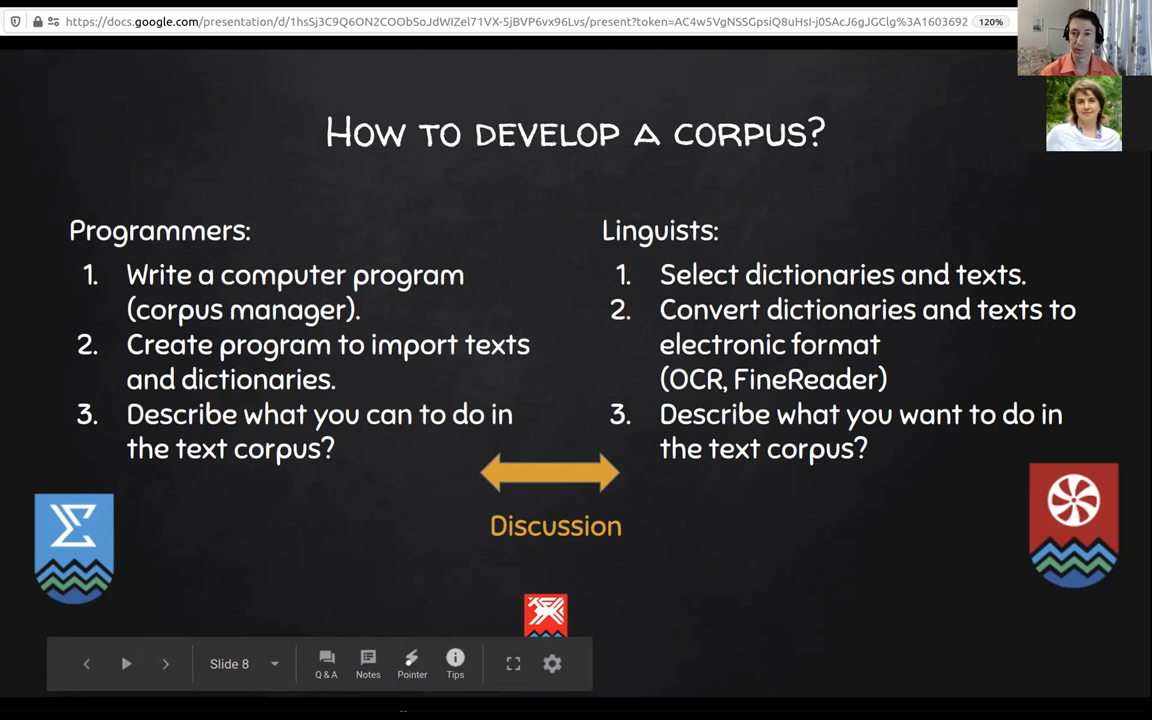 https://docs.google.com/presentation/d/1hsSj3C9Q6ON2COObSoJdWIZel71VX-5jBVP6vx96Lvs/present?token=AC4w5VgNSSGpsiQ8uHsI-j0SAcJ6gJGClg%3A1603692 120%
How to develop a corpus?
Programmers:
1. Write a computer program
(corpus manager).
2. Create program to import texts
and dictionaries.
3. Describe what you can to do in
the text corpus?
Linguists:
1. Select dictionaries and texts.
2. Convert dictionaries and texts to
electronic format
(OCR, FineReader)
3. Describe what you want to do in
the text corpus?
Discussion
Slide 8
Q & A
Notes
Pointer
Tips